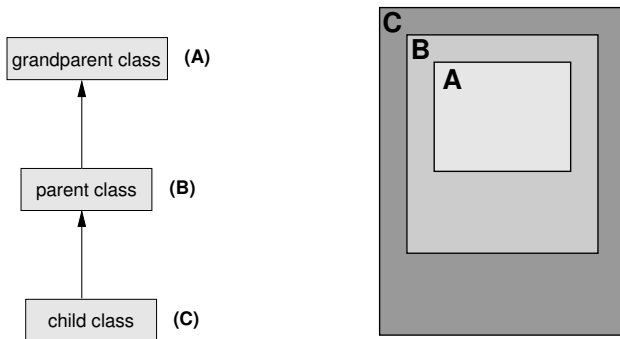 grandparent class (A)
parent class (B)
child class (C)
C
B
A